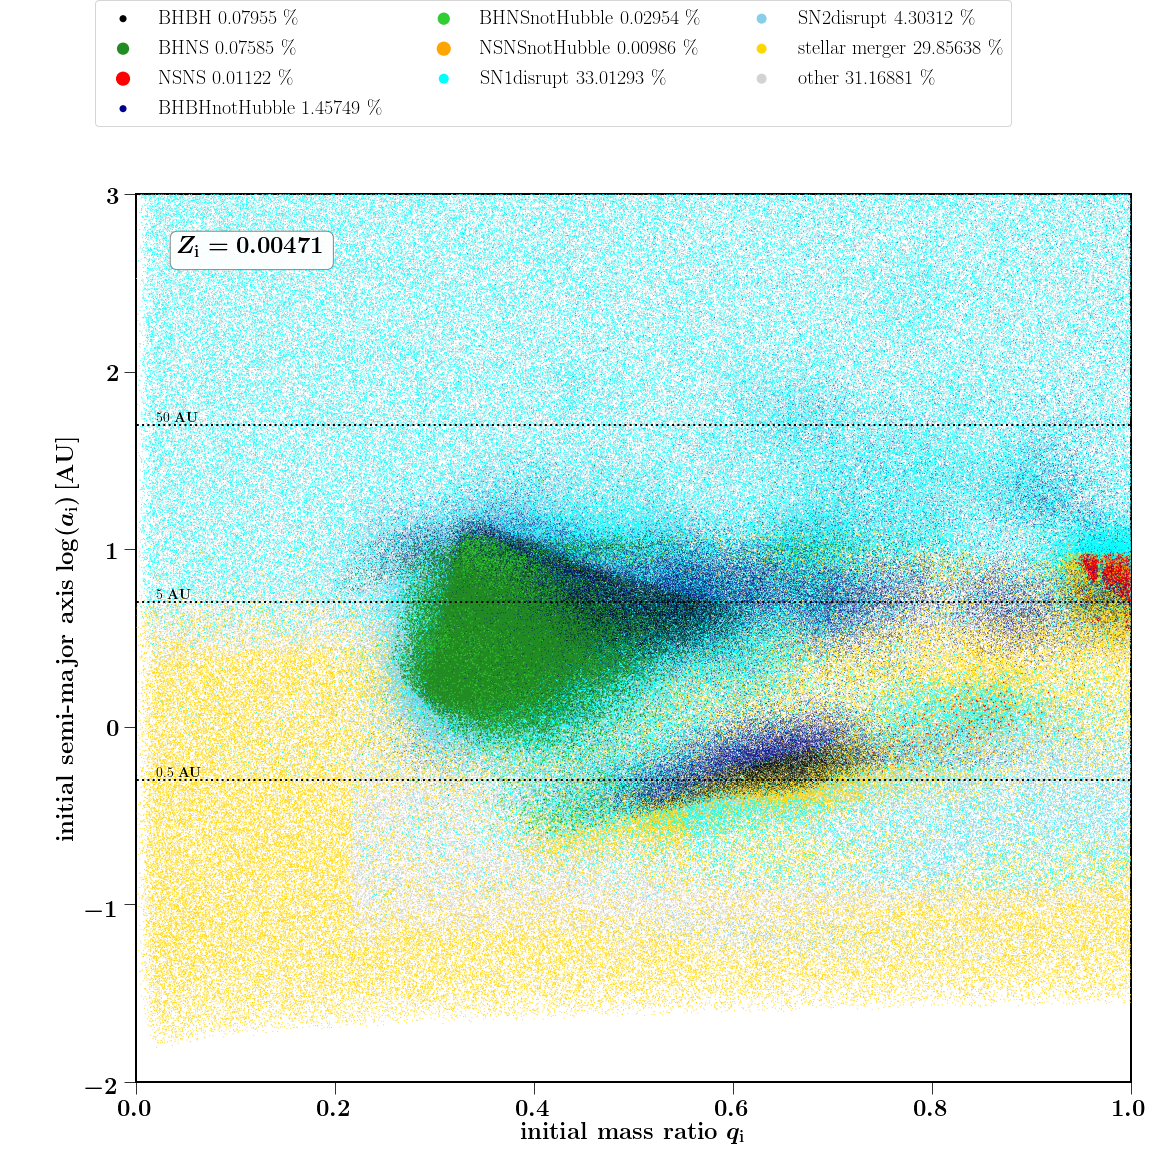 BHBH 0.07955 %
BHNS 0.07585 %
NSNS 0.01122 %
BHBHnotHubble 1.45749 %
BHNSnotHubble 0.02954 %
NSNSnotHubble 0.00986 %
SN1disrupt 33.01293 %
SN2disrupt 4.30312 %
stellar merger 29.85638 %
other 31.16881 %
Z_i = 0.00471
3
2
1
0
−1
−2
50 AU
5 AU
0.5 AU
initial semi-major axis log(a_i) [AU]
0.0 0.2 0.4 0.6 0.8 1.0
initial mass ratio q_i